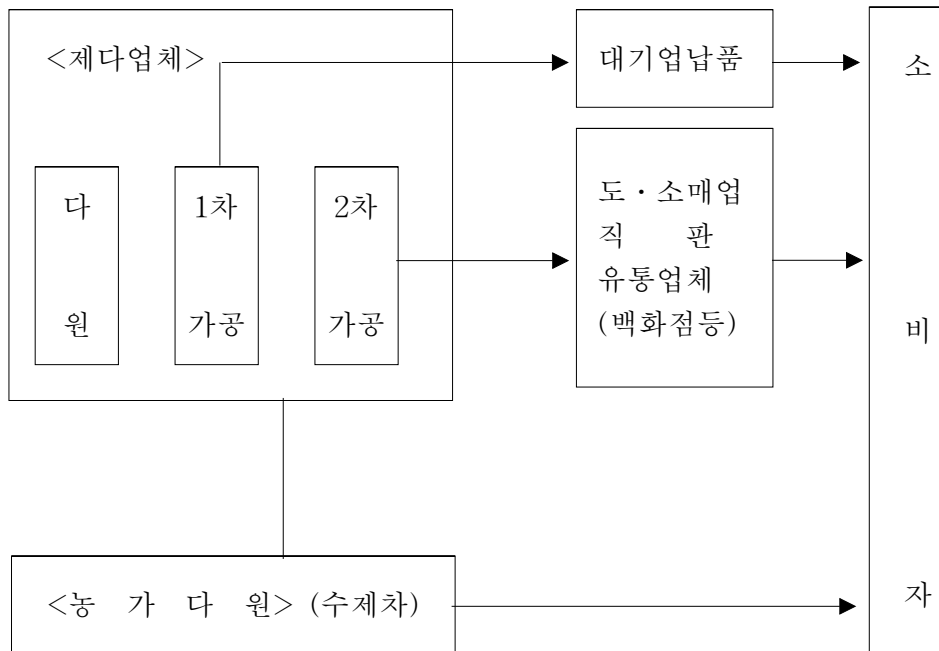 <제다업체>
다
원
1차
가공
2차
가공
대기업납품
도·소매업
직 판
유통업체
(백화점등)
소
비
자
<농 가 다 원> (수제차)